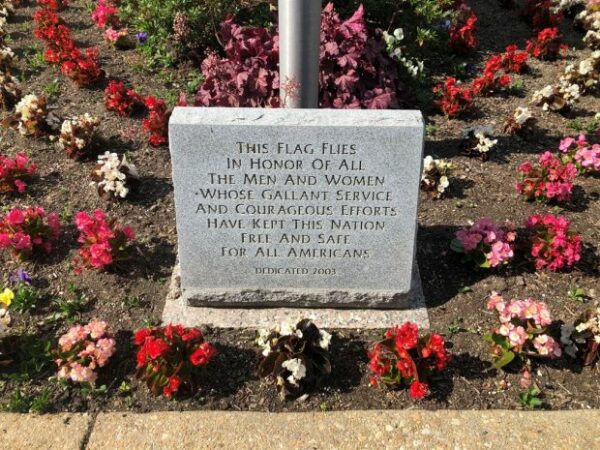 This Flag Flies
In Honor Of All
The Men And Women
Whose Gallant Service
And Courageous Efforts
Have Kept This Nation
Free And Safe
For All Americans
Dedicated 2003